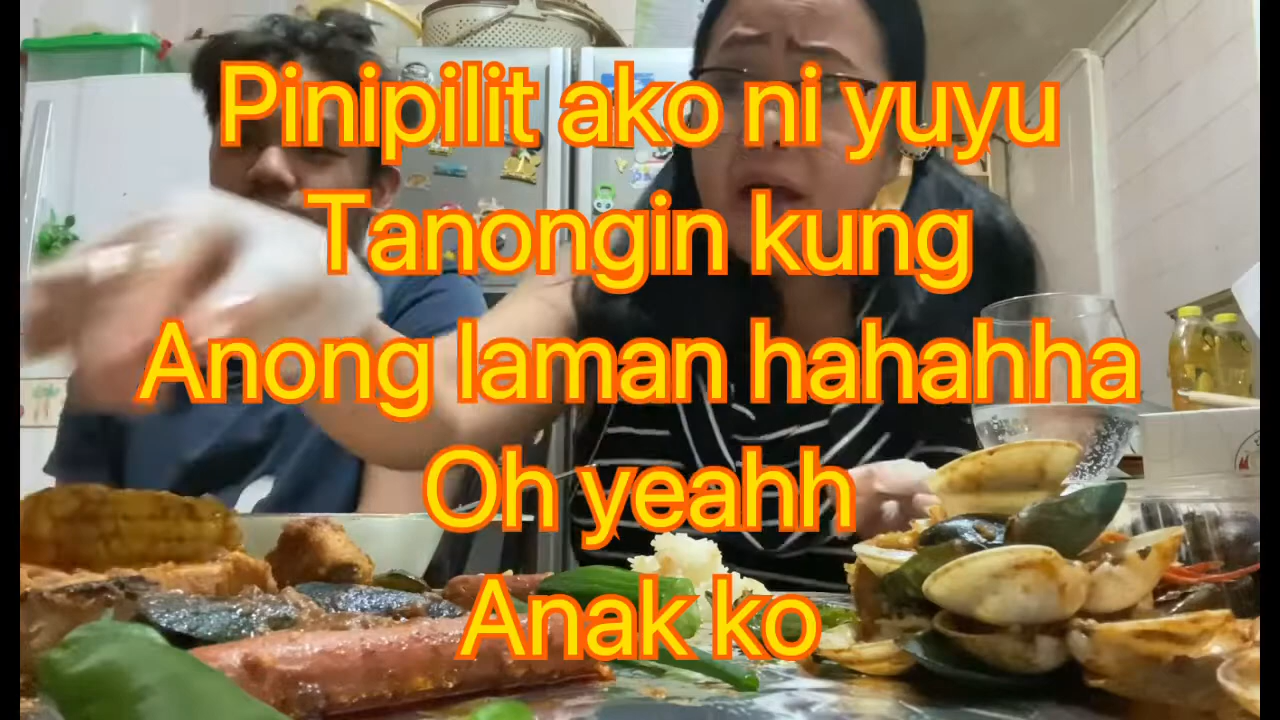 Pinipilit ako ni yuyu
Tanongin kung
Anong laman hahahha
Oh yeahh
Anak ko